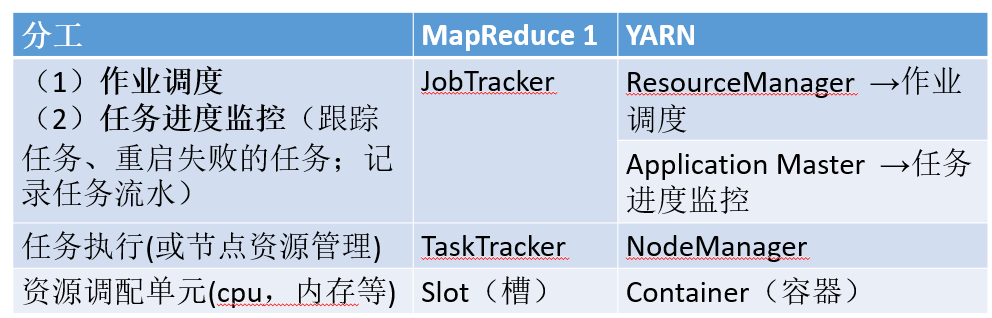 分工 MapReduce 1 YARN
（1）作业调度 JobTracker ResourceManager →作业
（2）任务进度监控（跟踪 调度
任务、重启失败的任务；记 Application Master →任务
录任务流水） 进度监控
任务执行(或节点资源管理) TaskTracker NodeManager
资源调配单元(cpu，内存等) Slot（槽） Container（容器）